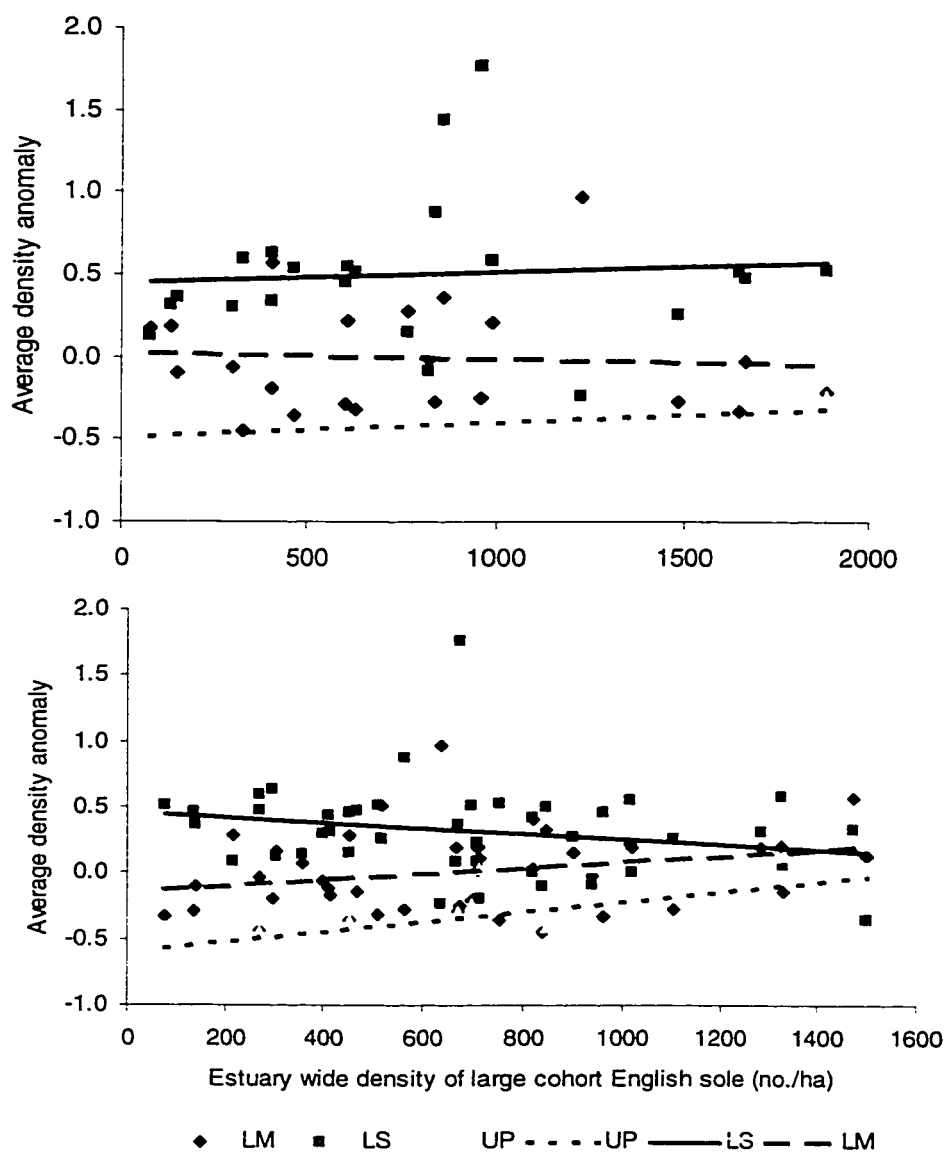 2.0
1.5
1.0
0.5
0.0
-0.5
-1.0
Average density anomaly
0 500 1000 1500 2000
2.0
1.5
1.0
0.5
0.0
-0.5
-1.0
Average density anomaly
0 200 400 600 800 1000 1200 1400 1600
Estuary wide density of large cohort English sole (no./ha)
LM LS UP UP LS LM